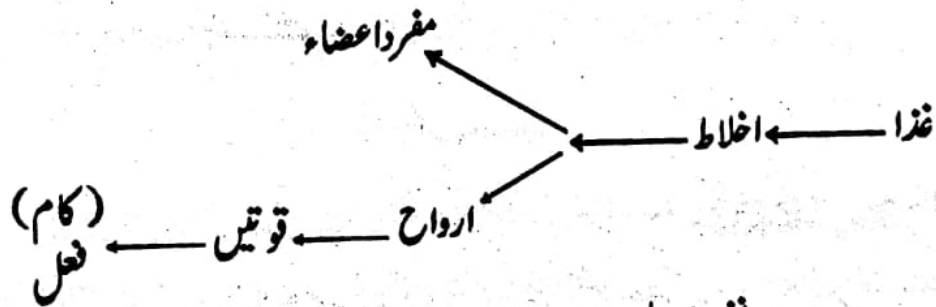 مفرد اعضاء
غذا ← اخلاط ←
ارواح ← قوتیں ← فعل
(کام)